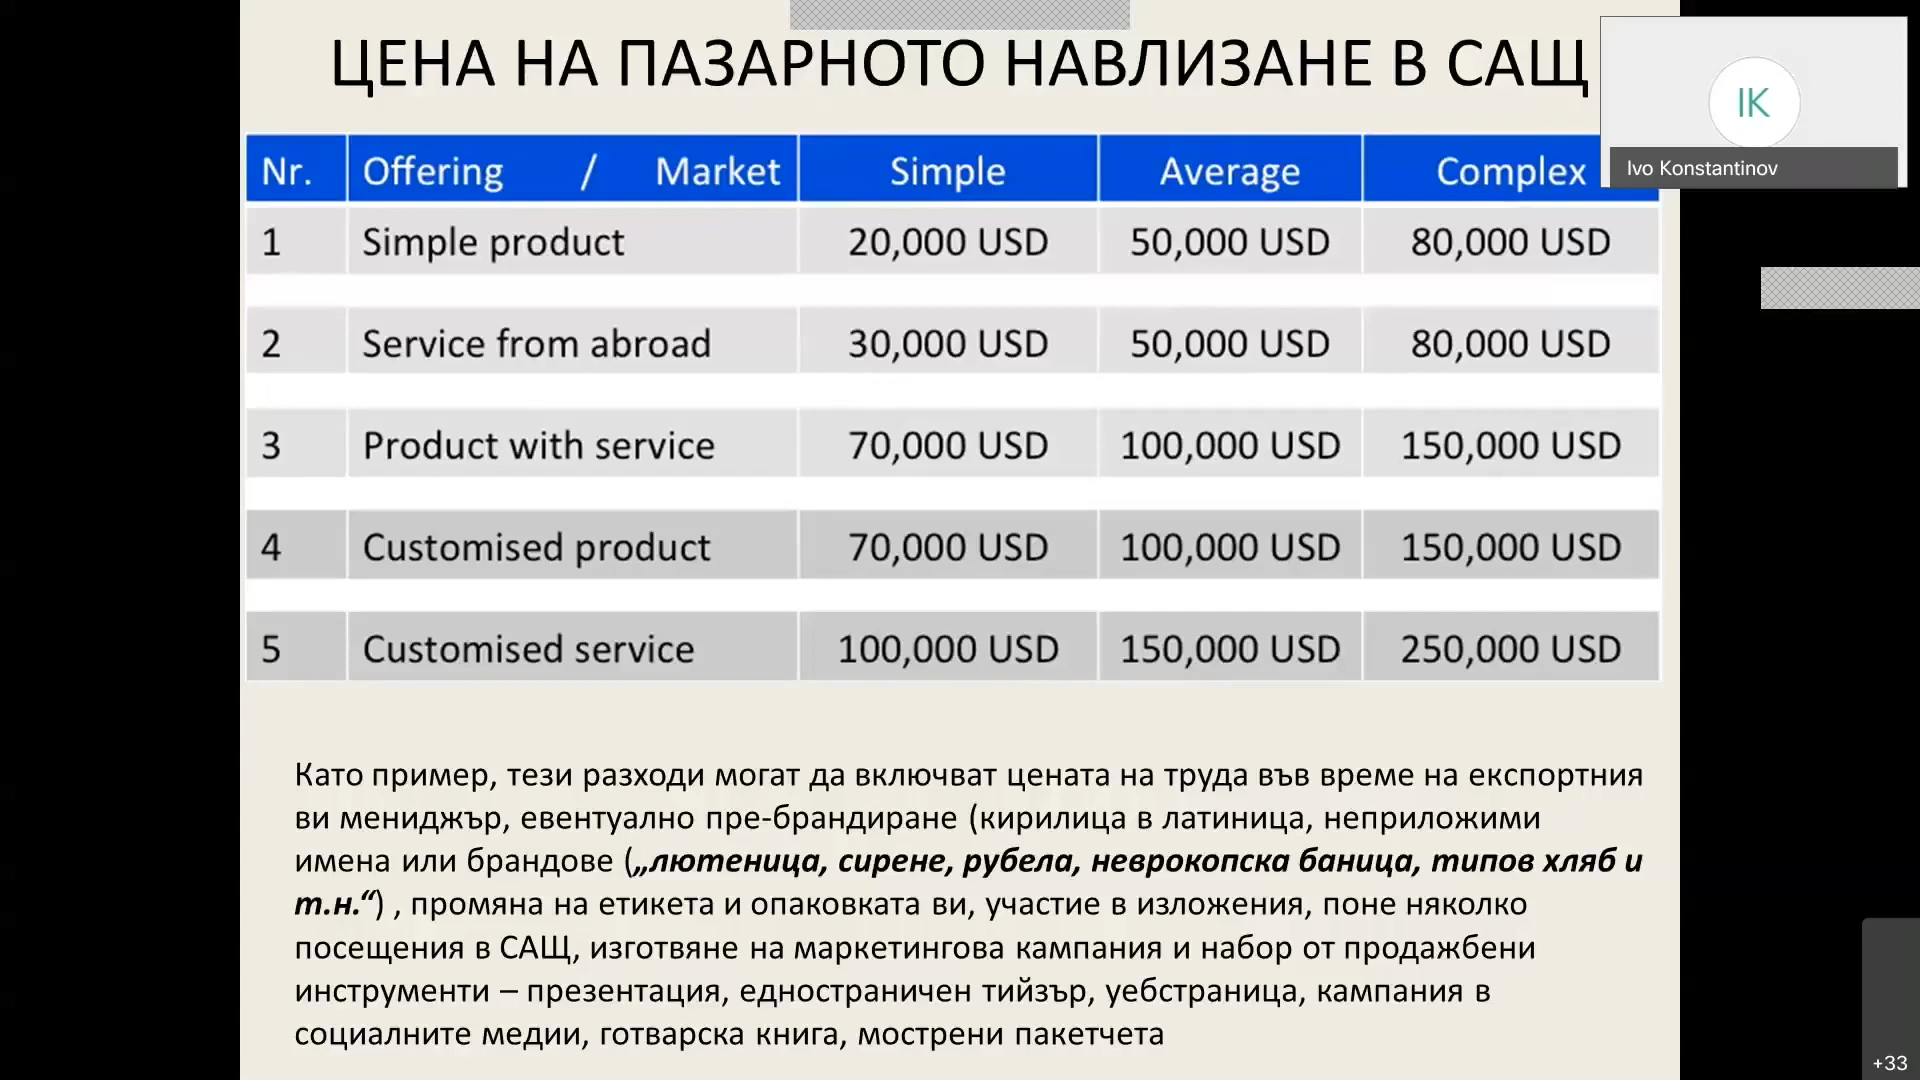 ЦЕНА НА ПАЗАРНОТО НАВЛИЗАНЕ В САЩ
IK
Ivo Konstantinov
Nr. Offering / Market Simple Average Complex
1 Simple product 20,000 USD 50,000 USD 80,000 USD
2 Service from abroad 30,000 USD 50,000 USD 80,000 USD
3 Product with service 70,000 USD 100,000 USD 150,000 USD
4 Customised product 70,000 USD 100,000 USD 150,000 USD
5 Customised service 100,000 USD 150,000 USD 250,000 USD
Като пример, тези разходи могат да включват цената на труда във време на експортния
ви мениджър, евентуално пре-брандиране (кирилица в латиница, неприложими
имена или брандове („лютеница, сирене, рубела, неврокопска баница, типов хляб и
т.н.“) , промяна на етикета и опаковката ви, участие в изложения, поне няколко
посещения в САЩ, изготвяне на маркетингова кампания и набор от продажбени
инструменти – презентация, едностраничен тийзър, уебстраница, кампания в
социалните медии, готварска книга, мострени пакетчета
+33